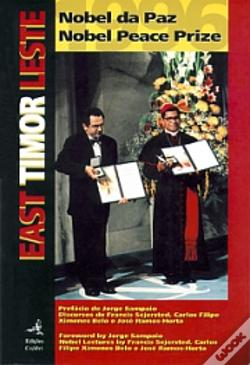 1996
Nobel da Paz
Nobel Peace Prize
EAST TIMOR LESTE
Prefácio de Jorge Sampaio
Discursos de Francis Sejersted, Carlos Filipe
Ximenes Belo e José Ramos-Horta
Foreword by Jorge Sampaio
Nobel Lectures by Francis Sejersted, Carlos
Filipe Ximenes Belo e José Ramos-Horta
Edições
Colibri
wook